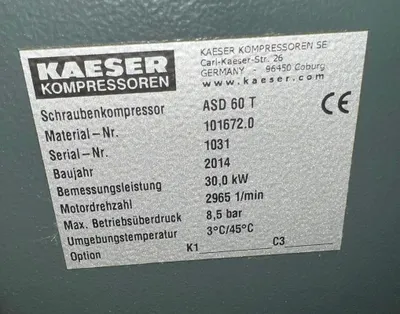 KAESER
KOMPRESSOREN
KAESER KOMPRESSOREN SE
Carl-Kaeser-Str. 26
GERMANY - 96450 Coburg
www.kaeser.com
Schraubenkompressor ASD 60 T CE
Material-Nr. 101672.0
Serial-Nr. 1031
Baujahr 2014
Bemessungsleistung 30,0 kW
Motordrehzahl 2965 1/min
Max. Betriebsüberdruck 8,5 bar
Umgebungstemperatur 3°C/45°C
Option K1 C3